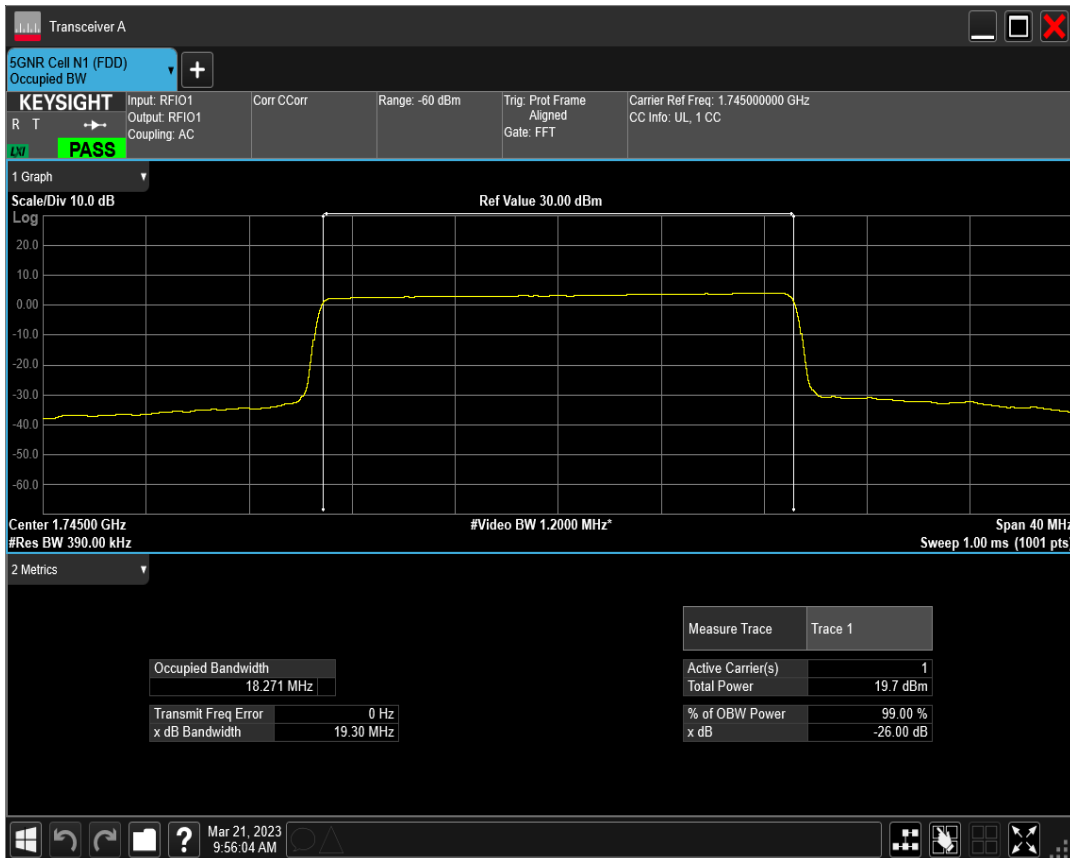 Transceiver A
5GNR Cell N1 (FDD)
Occupied BW
+
KEYSIGHT
R T
LXI
PASS
Input: RFIO1
Output: RFIO1
Coupling: AC
Corr CCorr
Range: -60 dBm
Trig: Prot Frame
Aligned
Gate: FFT
Carrier Ref Freq: 1.745000000 GHz
CC Info: UL, 1 CC
1 Graph
Scale/Div 10.0 dB
Ref Value 30.00 dBm
Log
20.0
10.0
0.00
-10.0
-20.0
-30.0
-40.0
-50.0
-60.0
Center 1.74500 GHz
#Video BW 1.2000 MHz*
Span 40 MHz
#Res BW 390.00 kHz
Sweep 1.00 ms (1001 pts)
2 Metrics
Measure Trace Trace 1
Occupied Bandwidth
18.271 MHz
Active Carrier(s) 1
Total Power 19.7 dBm
Transmit Freq Error 0 Hz
x dB Bandwidth 19.30 MHz
% of OBW Power 99.00 %
x dB -26.00 dB
?
Mar 21, 2023
9:56:04 AM